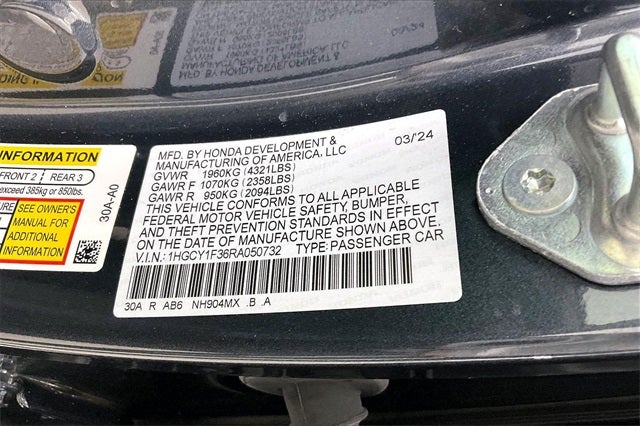 INFORMATION
FRONT 2 | REAR 3
exceed 385kg or 850lbs.
SEE OWNER'S
MANUAL FOR
ADDITIONAL
INFORMATION
30A-A0
MFD. BY HONDA DEVELOPMENT & 03/24
MANUFACTURING OF AMERICA, LLC
GVWR 1960KG (4321LBS)
GAWR F 1070KG (2358LBS)
GAWR R 950KG (2094LBS)
THIS VEHICLE CONFORMS TO ALL APPLICABLE
FEDERAL MOTOR VEHICLE SAFETY, BUMPER,
AND THEFT PREVENTION STANDARDS IN EFFECT
ON THE DATE OF MANUFACTURE SHOWN ABOVE.
V.I.N.: 1HGCY1F36RA050732 TYPE: PASSENGER CAR
30A R AB6 NH904MX .B .A